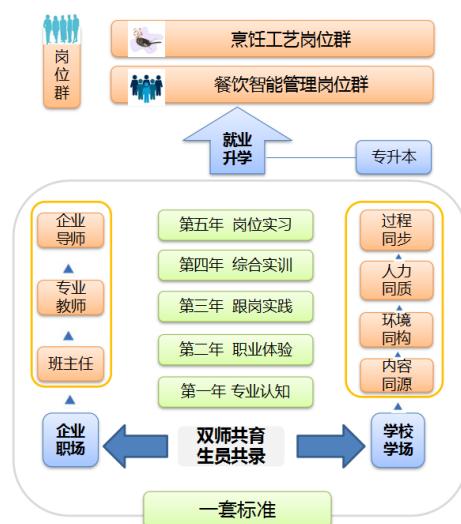 岗位群
烹饪工艺岗位群
餐饮智能管理岗位群
就业
升学
专升本
企业
导师
专业
教师
班主任
企业
职场
第五年 岗位实习
第四年 综合实训
第三年 跟岗实践
第二年 职业体验
第一年 专业认知
过程
同步
人力
同质
环境
同构
内容
同源
学校
学场
双师共育
生员共录
一套标准